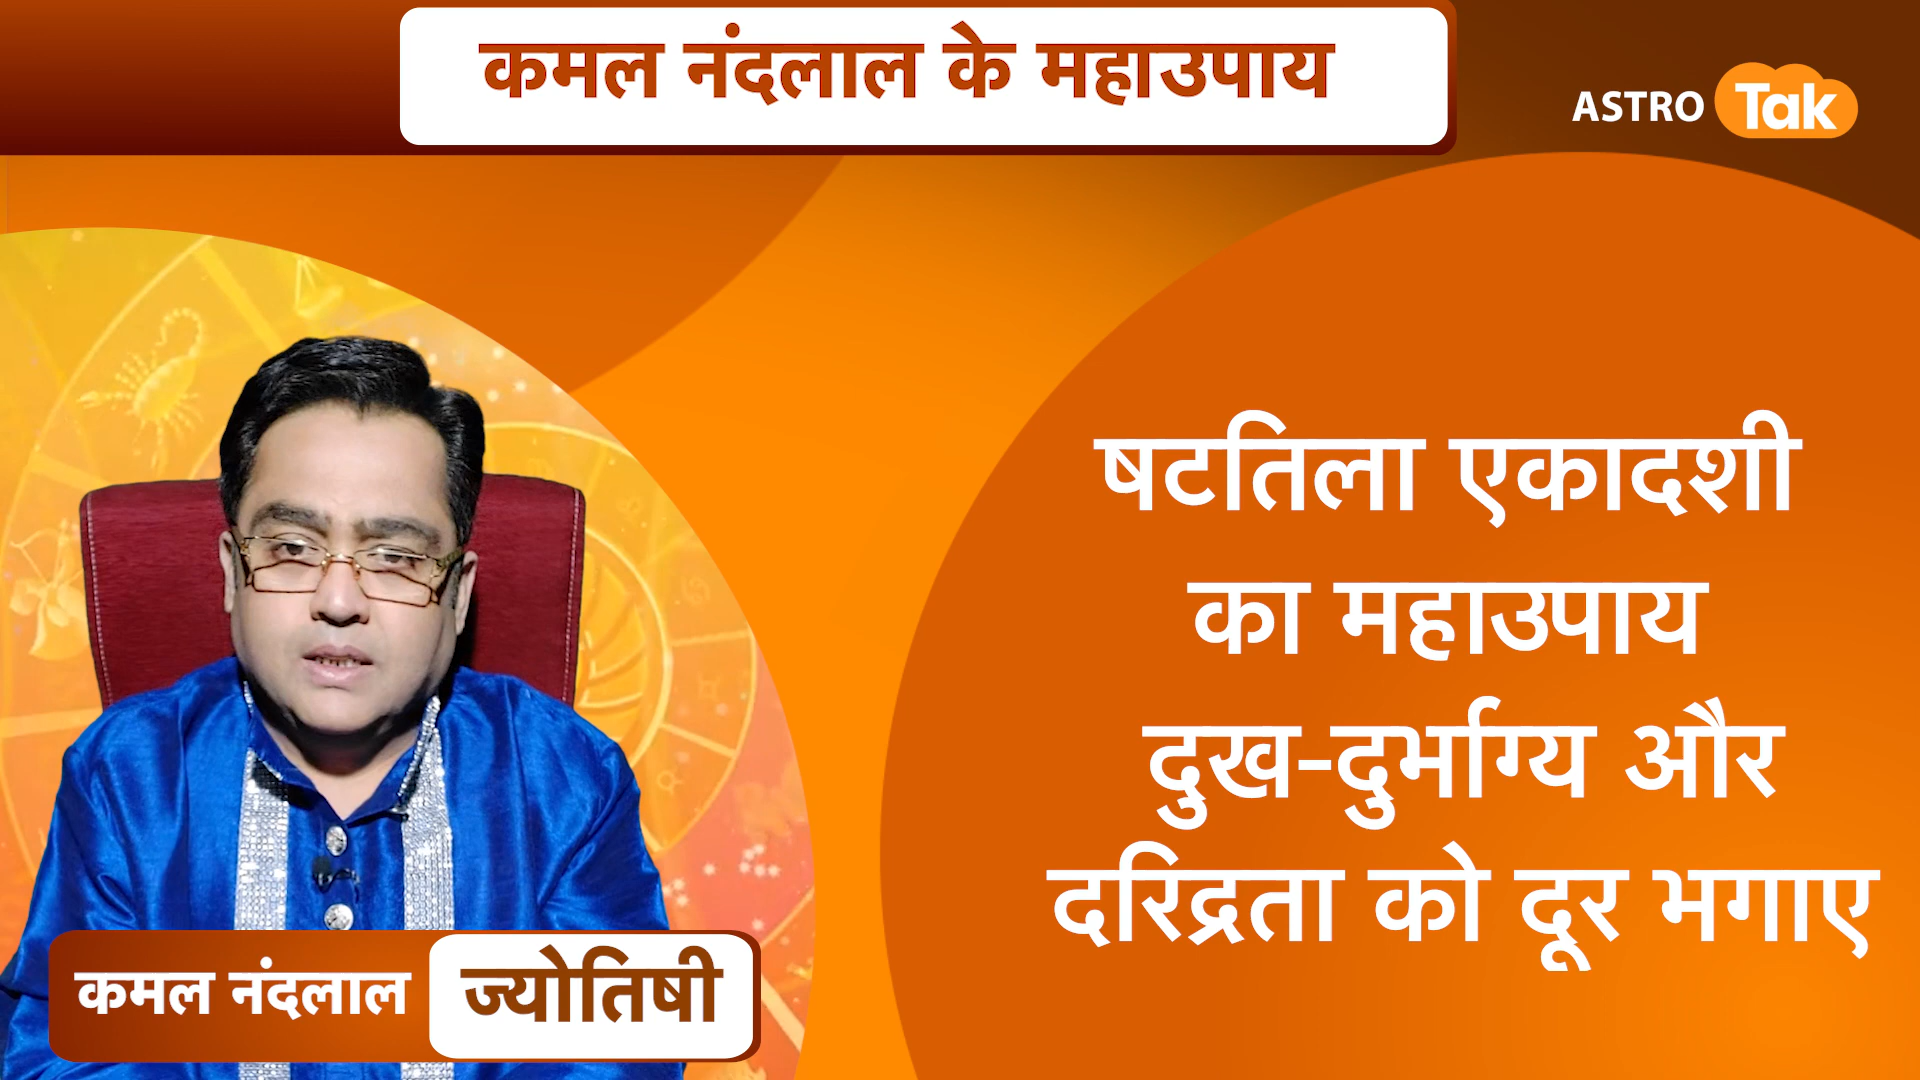 कमल नंदलाल के महाउपाय
ASTRO Tak
षटतिला एकादशी
का महाउपाय
दुख-दुर्भाग्य और
दरिद्रता को दूर भगाए
कमल नंदलाल ज्योतिषी